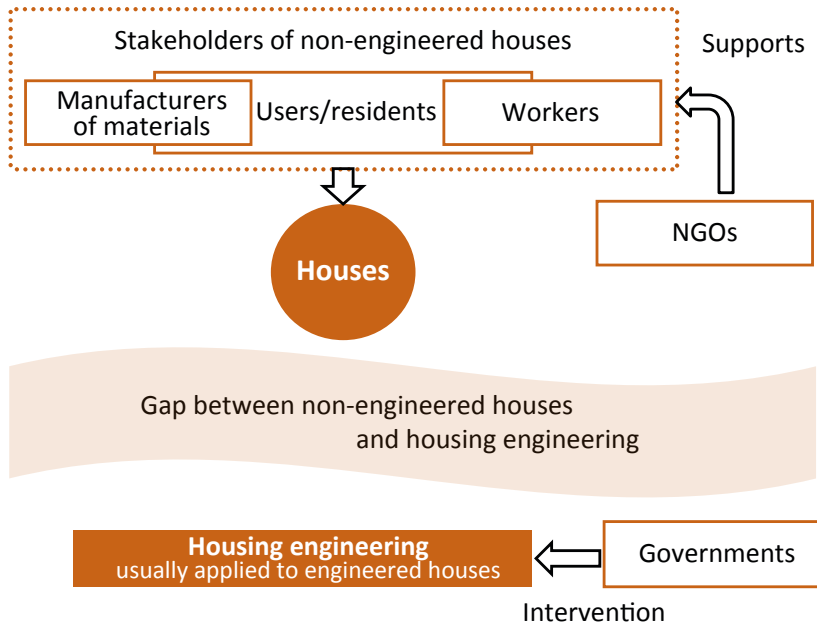 Stakeholders of non-engineered houses
Supports
Manufacturers
of materials
Users/residents
Workers
NGOs
Houses
Gap between non-engineered houses
and housing engineering
Housing engineering
usually applied to engineered houses
Governments
Intervention